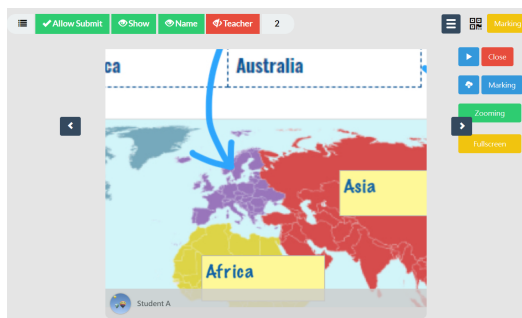 Allow Submit Show Name Teacher 2 Marking
Close
Marking
Zooming
Fullscreen
ca Australia
Asia
Africa
Student A